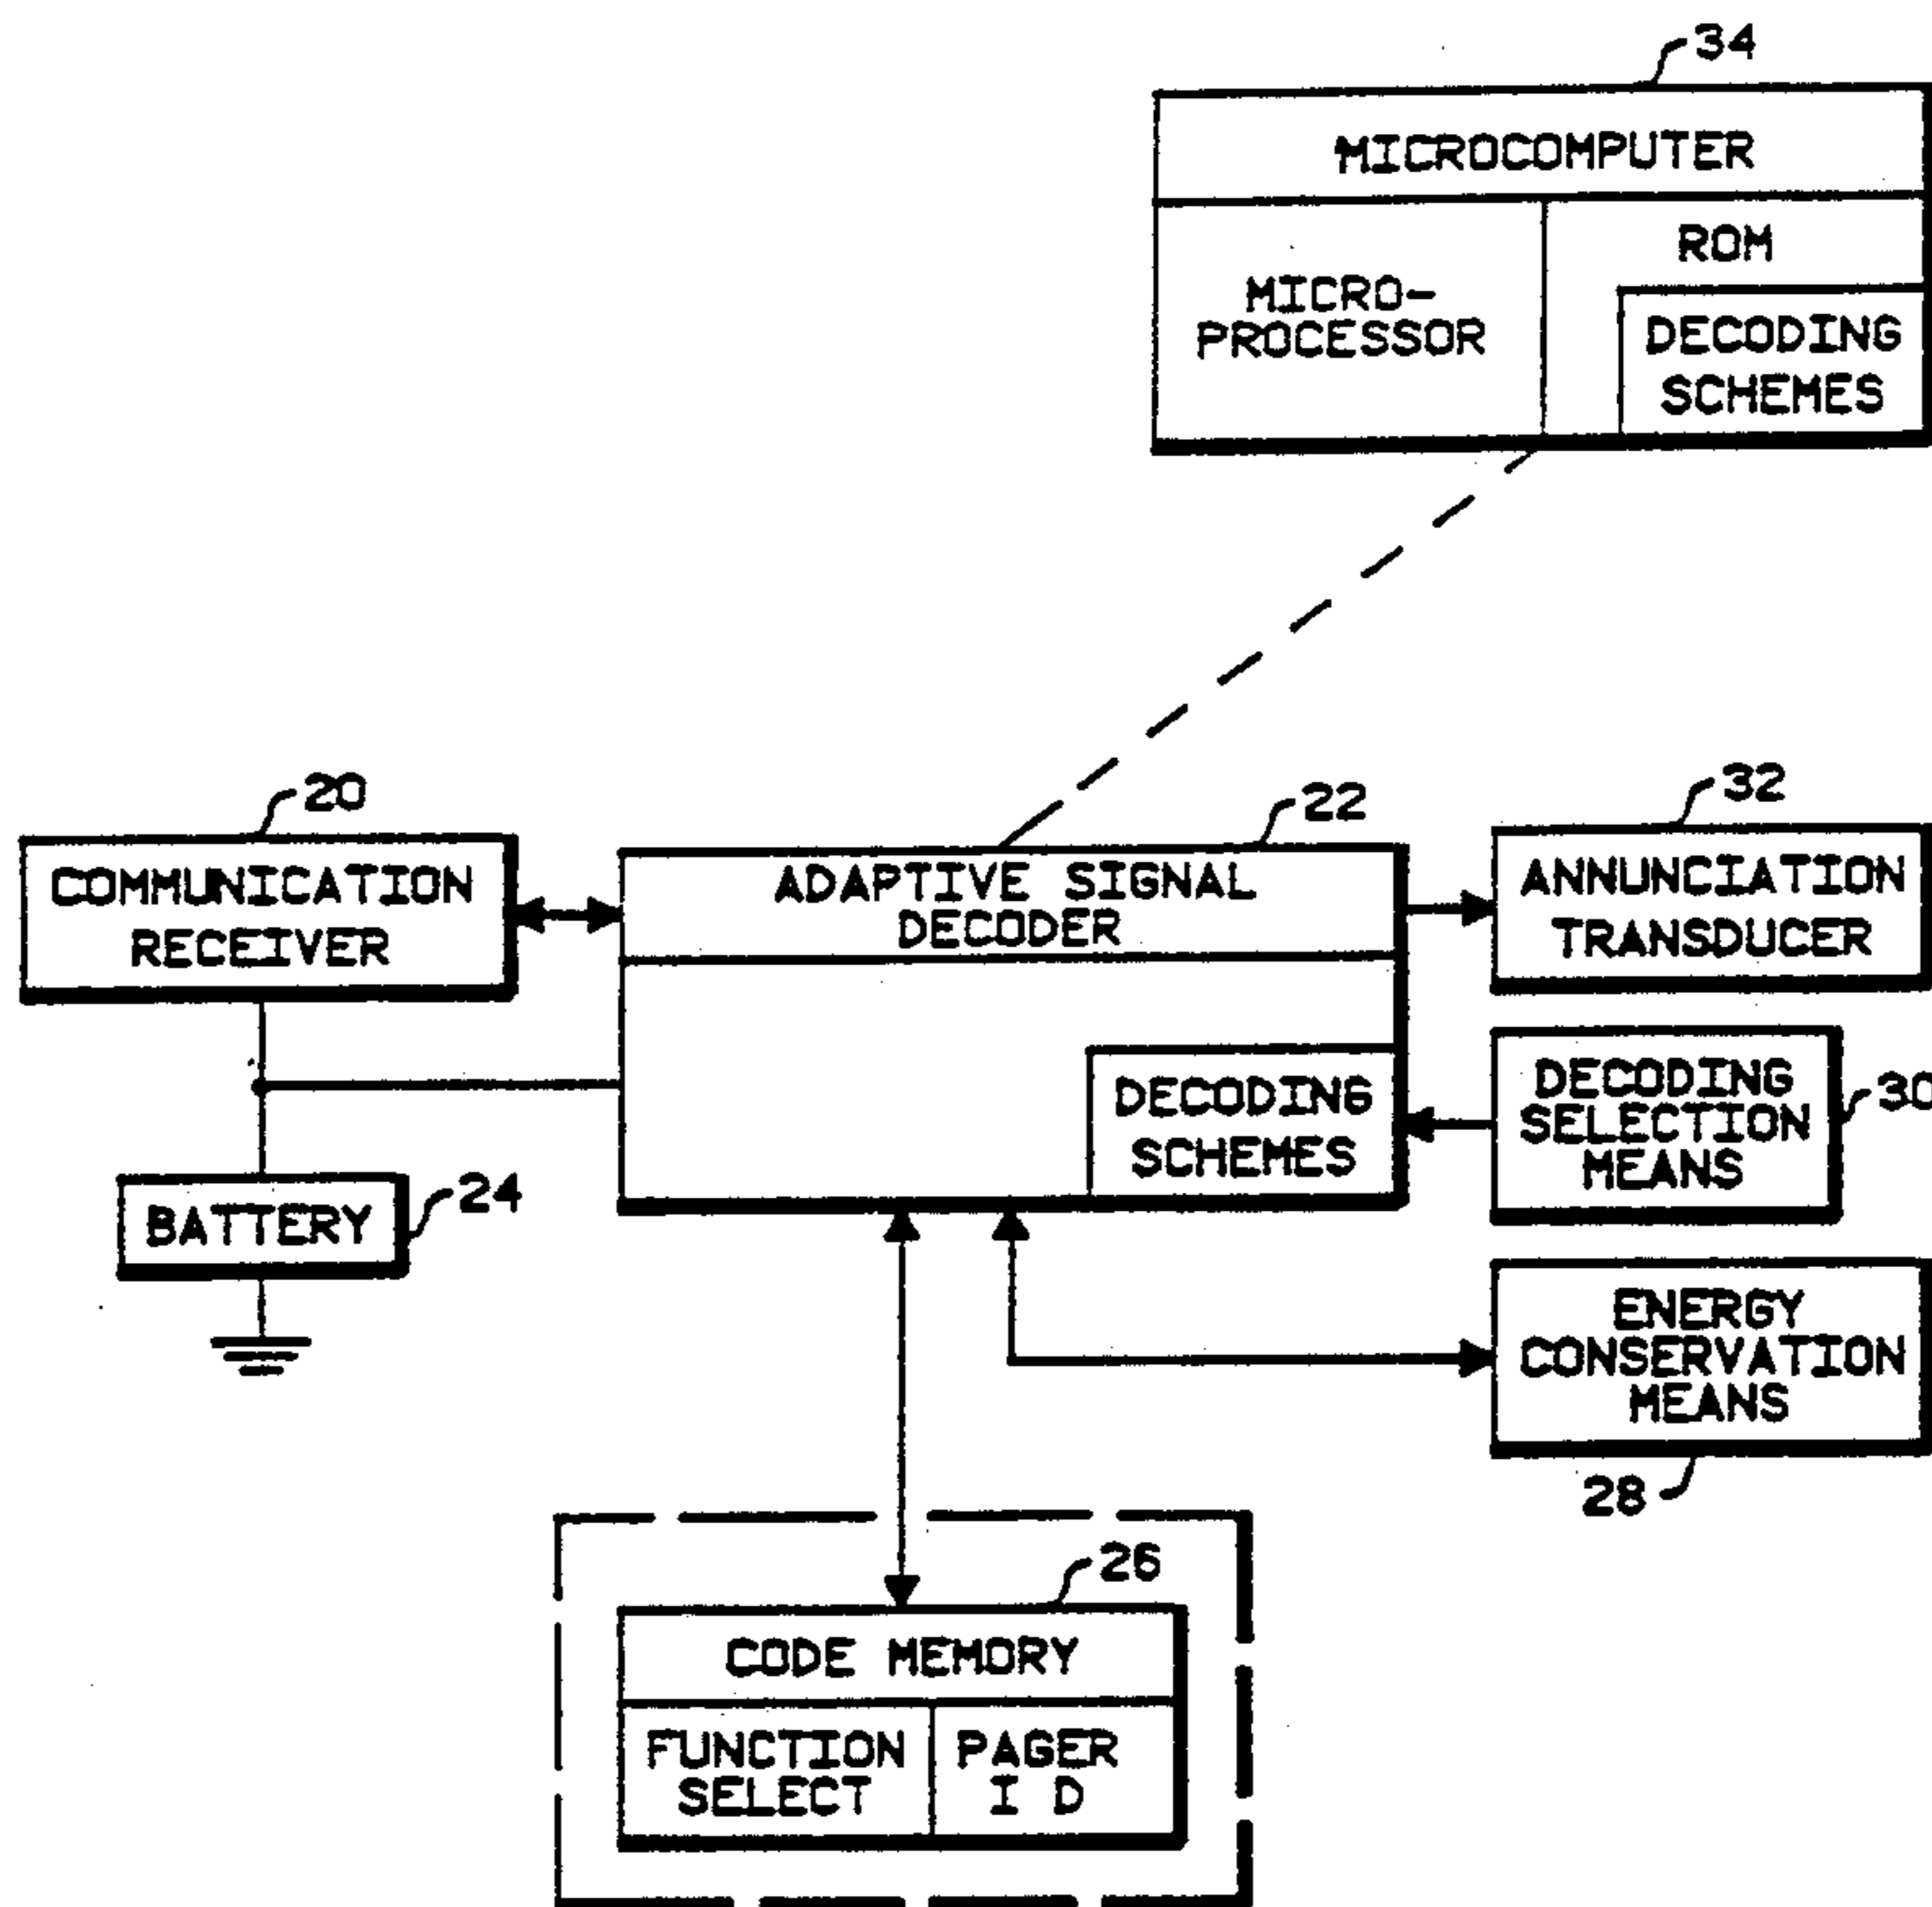 34
MICROCOMPUTER
ROM
MICRO-
PROCESSOR
DECODING
SCHEMES
20
22
32
COMMUNICATION
RECEIVER
ADAPTIVE SIGNAL
DECODER
ANNUNCIATION
TRANSDUCER
DECODING
SCHEMES
DECODING
SELECTION
MEANS
30
BATTERY
24
ENERGY
CONSERVATION
MEANS
28
26
CODE MEMORY
FUNCTION
SELECT
PAGER
I D